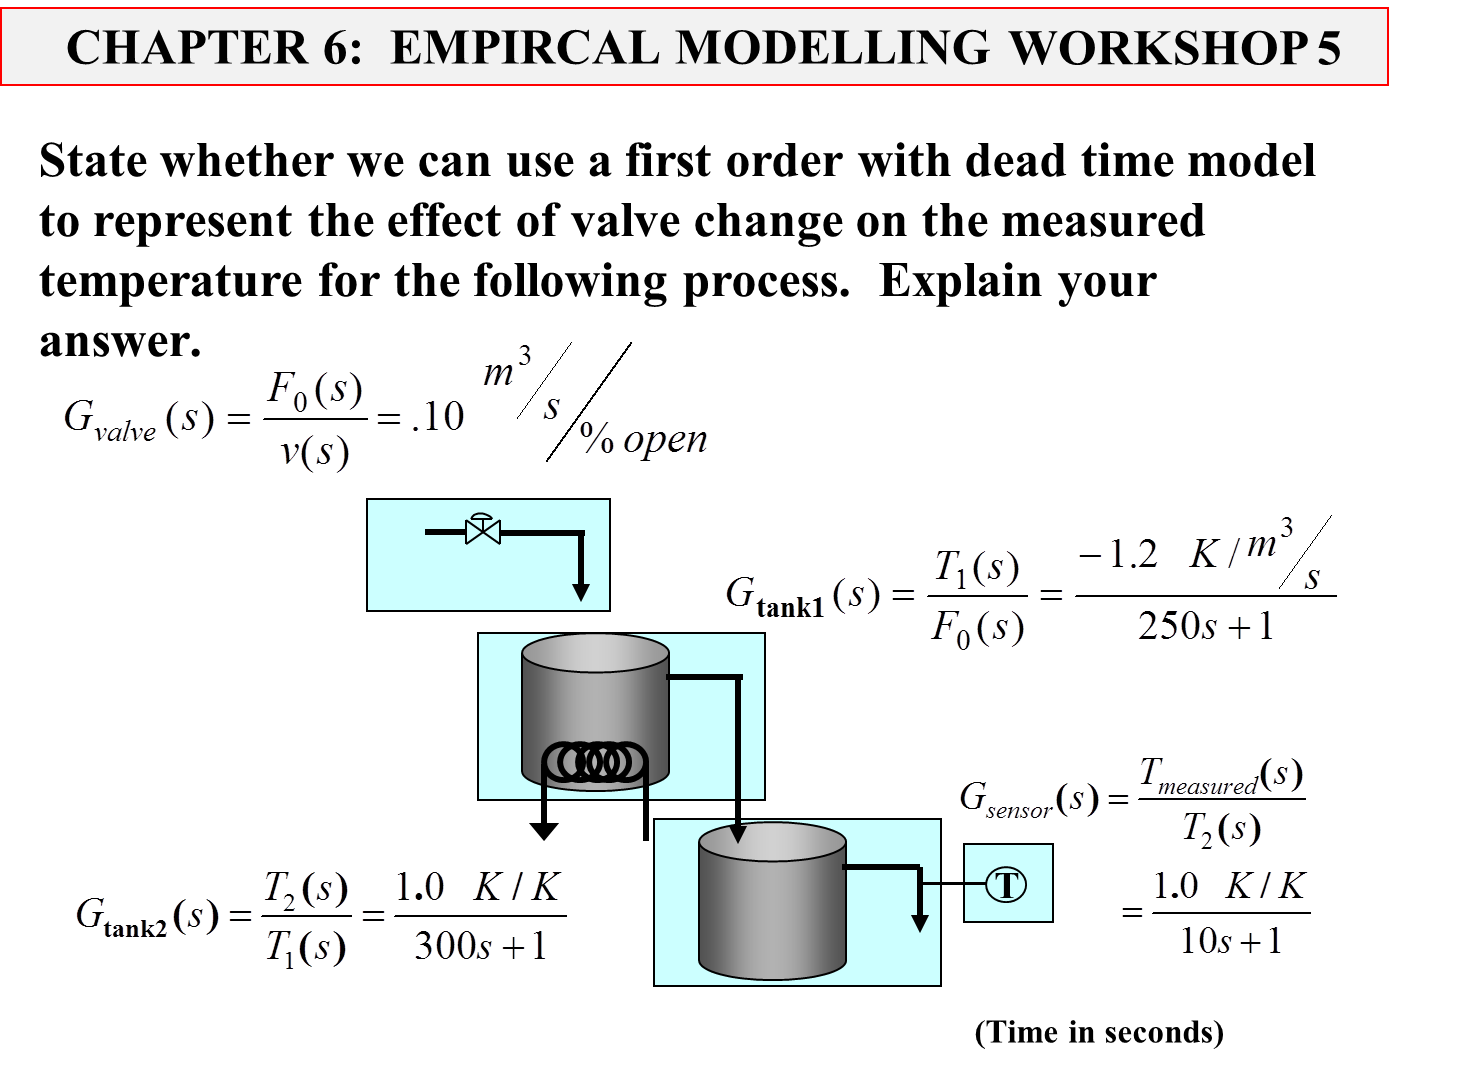 CHAPTER 6: EMPIRCAL MODELLING WORKSHOP 5
State whether we can use a first order with dead time model
to represent the effect of valve change on the measured
temperature for the following process. Explain your
answer.
G_valve (s) = F_0(s) / v(s) = .10 m^3/s / % open
G_tank1 (s) = T_1(s) / F_0(s) = −1.2 K / m^3/s / 250s + 1
G_sensor(s) = T_measured(s) / T_2(s)
= 1.0 K / K / 10s + 1
T
G_tank2(s) = T_2(s) / T_1(s) = 1.0 K / K / 300s + 1
(Time in seconds)